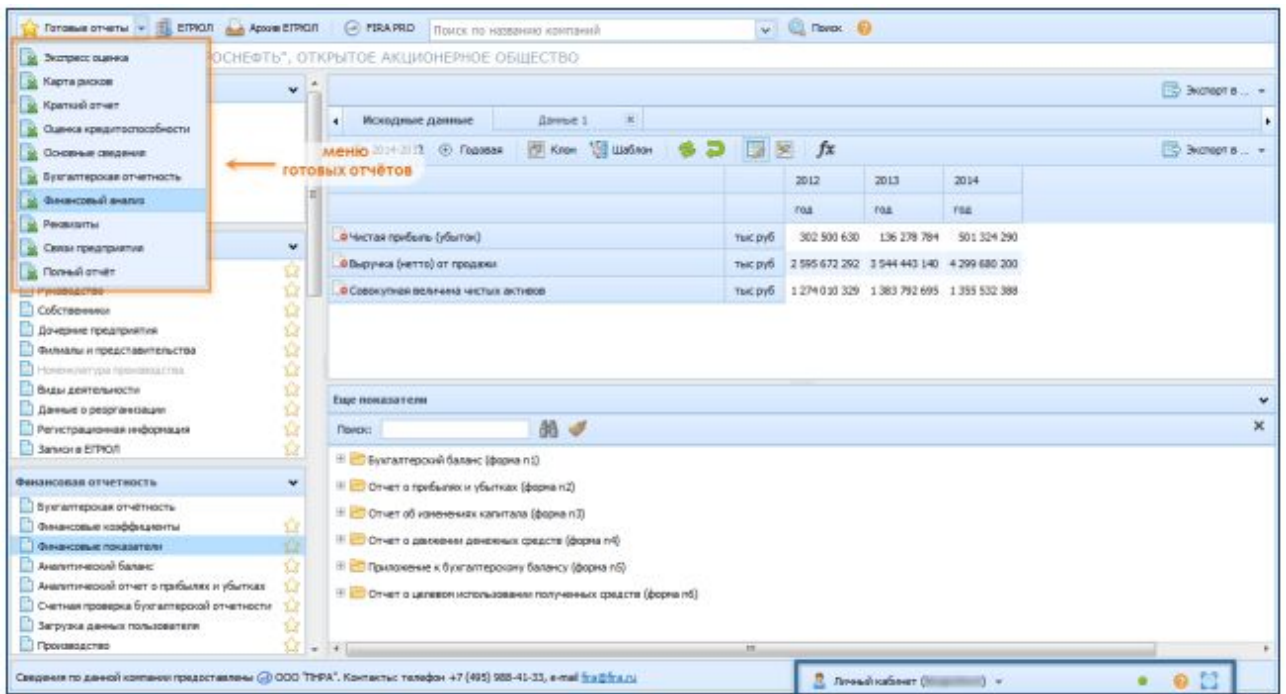 Готовые отчеты
ЕГРЮЛ
Архив ЕГРЮЛ
FIRA PRO
Поиск по названию компании
Поиск
РОСНЕФТЬ", ОТКРЫТОЕ АКЦИОНЕРНОЕ ОБЩЕСТВО
Экспресс оценка
Карта рисков
Краткий отчет
Оценка кредитоспособности
Основные сведения
Бухгалтерская отчетность
Финансовый анализ
Реквизиты
Связи предприятия
Полный отчёт
меню
готовых отчётов
Руководство
Собственники
Дочерние предприятия
Филиалы и представительства
Номенклатура производства
Виды деятельности
Данные о реорганизации
Регистрационная информация
Записи в ЕГРЮЛ
Финансовая отчетность
Бухгалтерская отчётность
Финансовые коэффициенты
Финансовые показатели
Аналитический баланс
Аналитический отчет о прибылях и убытках
Счетная проверка бухгалтерской отчетности
Загрузка данных пользователя
Производство
Экспорт в ...
Исходные данные
Данные 1
Годовая
Клон
Шаблон
fx
Экспорт в ...
2012 2013 2014
год год год
Чистая прибыль (убыток) тыс.руб 302 500 630 136 278 784 501 324 290
Выручка (нетто) от продажи тыс.руб 2 595 672 292 3 544 443 140 4 299 680 200
Совокупная величина чистых активов тыс.руб 1 274 010 329 1 383 792 695 1 355 532 388
Еще показатели
Поиск:
Бухгалтерский баланс (форма n1)
Отчет о прибылях и убытках (форма n2)
Отчет об изменениях капитала (форма n3)
Отчет о движении денежных средств (форма n4)
Приложение к бухгалтерскому балансу (форма n5)
Отчет о целевом использовании полученных средств (форма n6)
Сведения по данной компании предоставлены ООО "ПНРА". Контакты: телефон +7 (495) 988-41-33, e-mail fira@fira.ru
Личный кабинет (